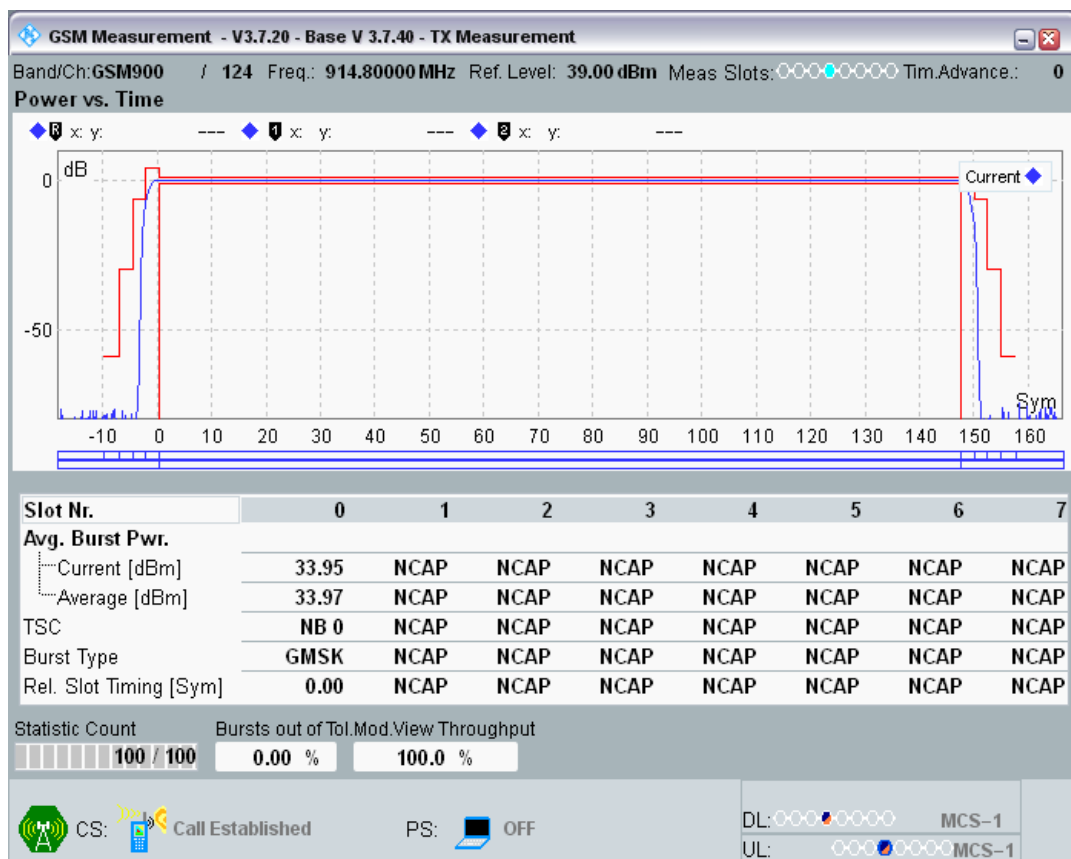 GSM Measurement - V3.7.20 - Base V 3.7.40 - TX Measurement
Band/Ch:GSM900 / 124 Freq.: 914.80000 MHz Ref. Level: 39.00 dBm Meas Slots: Tim.Advance.: 0
Power vs. Time
R x: y: --- 1 x: y: --- 2 x: y: ---
dB
Current
0
-50
Sym
-10 0 10 20 30 40 50 60 70 80 90 100 110 120 130 140 150 160
Slot Nr. 0 1 2 3 4 5 6 7
Avg. Burst Pwr.
Current [dBm] 33.95 NCAP NCAP NCAP NCAP NCAP NCAP NCAP
Average [dBm] 33.97 NCAP NCAP NCAP NCAP NCAP NCAP NCAP
TSC NB 0 NCAP NCAP NCAP NCAP NCAP NCAP NCAP
Burst Type GMSK NCAP NCAP NCAP NCAP NCAP NCAP NCAP
Rel. Slot Timing [Sym] 0.00 NCAP NCAP NCAP NCAP NCAP NCAP NCAP
Statistic Count Bursts out of Tol. Mod.View Throughput
100 / 100 0.00 % 100.0 %
CS: Call Established PS: OFF DL: MCS-1
UL: MCS-1